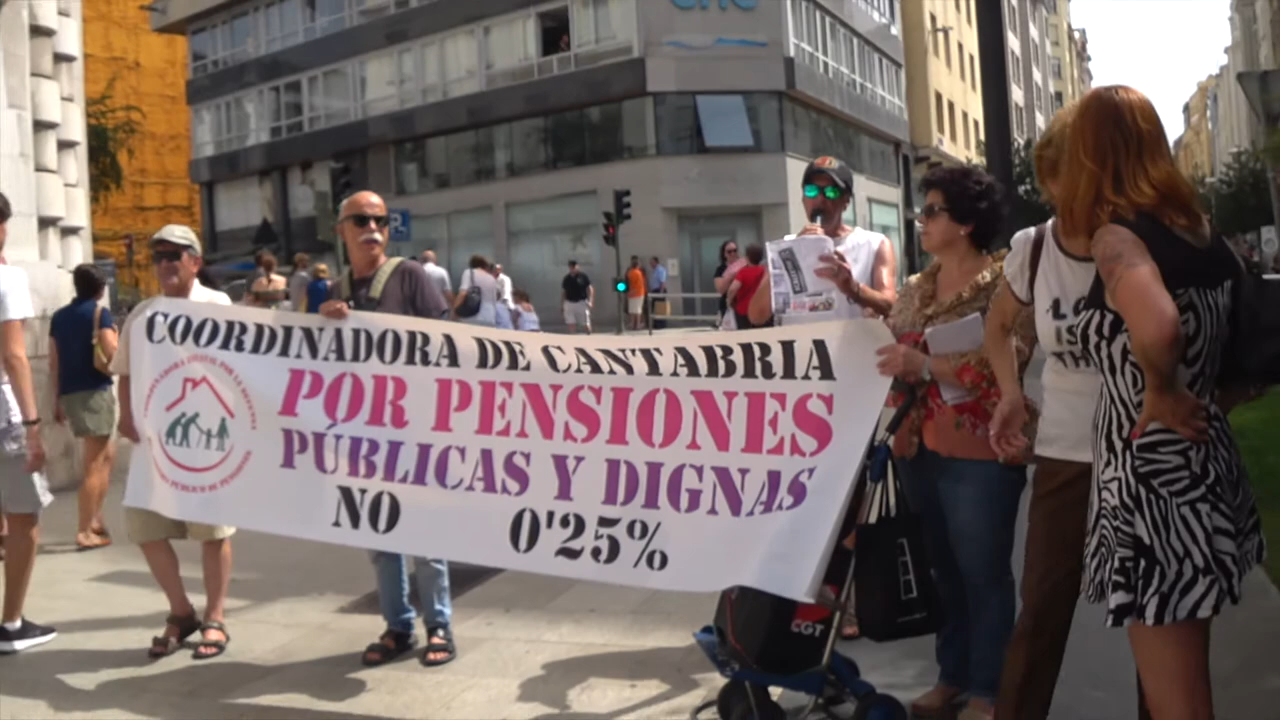 COORDINADORA DE CANTABRIA
POR PENSIONES
PÚBLICAS Y DIGNAS
NO 0'25%
CGT
P